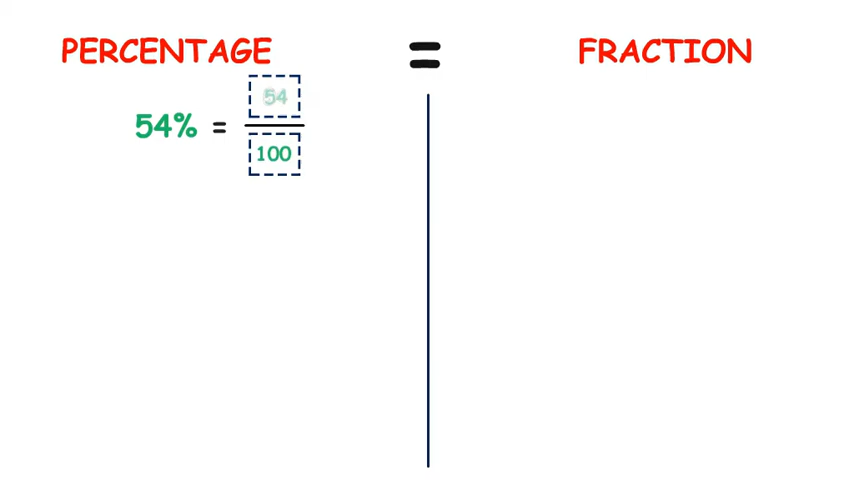 PERCENTAGE = FRACTION
54
54% =
100